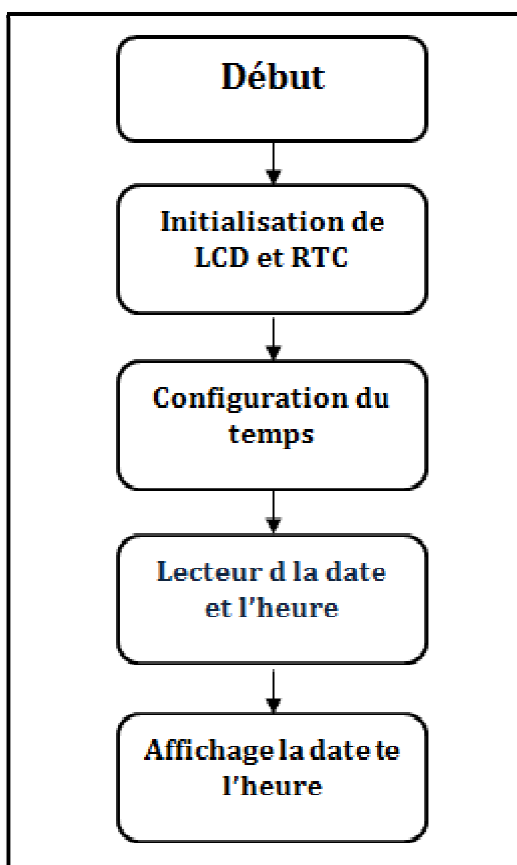 Début
Initialisation de
LCD et RTC
Configuration du
temps
Lecteur d la date
et l'heure
Affichage la date te
l'heure